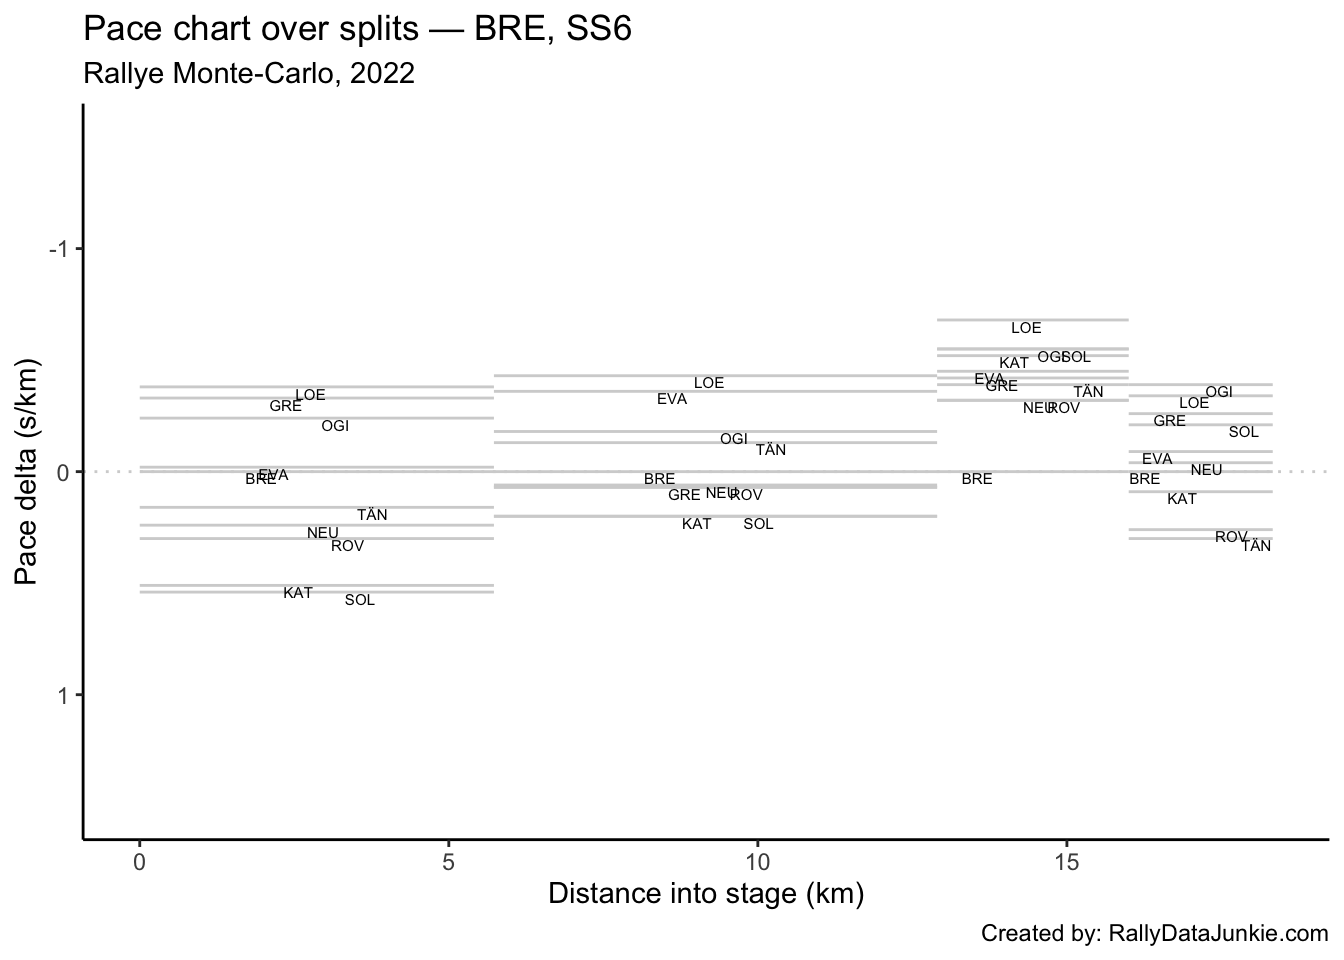 Pace chart over splits — BRE, SS6
Rallye Monte-Carlo, 2022
Pace delta (s/km)
-1
0
1
LOE
GRE
OGI
EVA
BRE
TÄN
NEU
ROV
KAT
SOL
LOE
EVA
OGI
TÄN
BRE
GRE NEU ROV
KAT SOL
LOE
OGI SOL
KAT
EVA
GRE TÄN
NEU ROV
BRE
OGI
LOE
GRE
SOL
EVA
NEU
BRE
KAT
ROV
TÄN
0 5 10 15
Distance into stage (km)
Created by: RallyDataJunkie.com